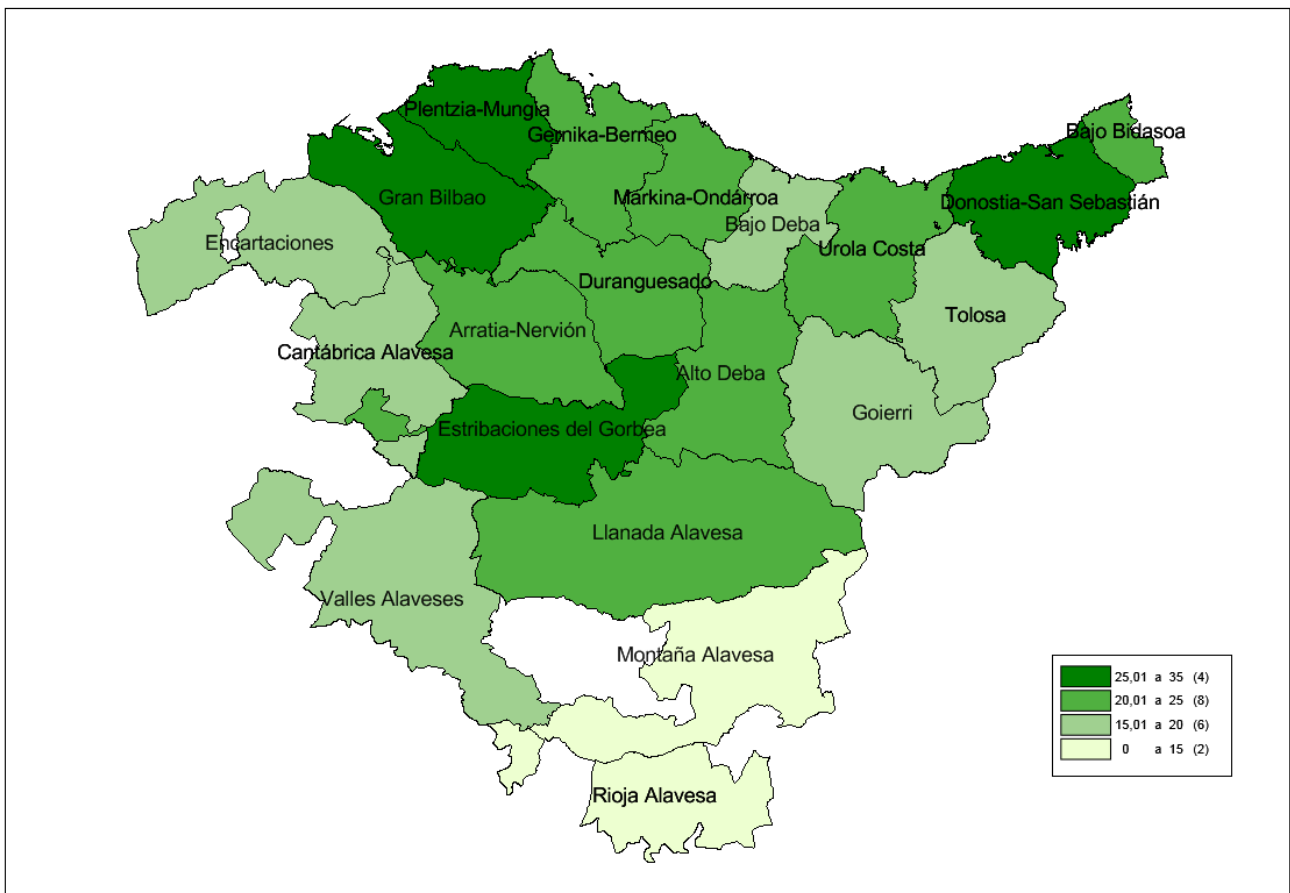 Plentzia-Mungia
Gernika-Bermeo
Bajo Bidasoa
Gran Bilbao
Markina-Ondárroa
Donostia-San Sebastián
Bajo Deba
Encartaciones
Urola Costa
Duranguesado
Tolosa
Arratia-Nervión
Cantábrica Alavesa
Alto Deba
Goierri
Estribaciones del Gorbea
Llanada Alavesa
Valles Alaveses
Montaña Alavesa
25,01 a 35 (4)
20,01 a 25 (8)
15,01 a 20 (6)
0 a 15 (2)
Rioja Alavesa